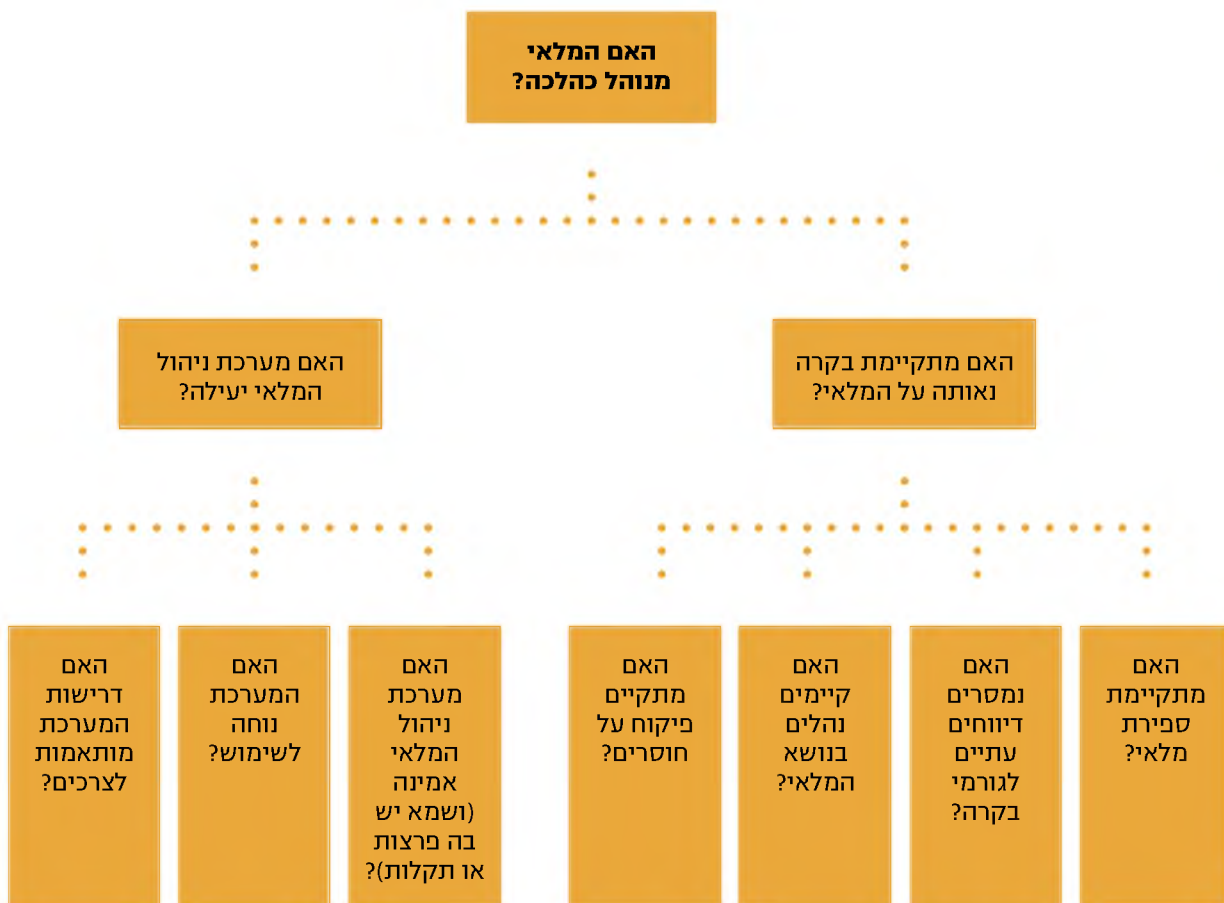 האם המלאי
מנוהל כהלכה?
האם מתקיימת בקרה
נאותה על המלאי?
האם מערכת ניהול
המלאי יעילה?
האם
מתקיימת
ספירת
מלאי?
האם
נמסרים
דיווחים
עתיים
לגורמי
בקרה?
האם
קיימים
נהלים
בנושא
המלאי?
האם
מתקיים
פיקוח על
חוסרים?
האם
מערכת
ניהול
המלאי
אמינה
(ושמא יש
בה פרצות
או תקלות)?
האם
המערכת
נוחה
לשימוש?
האם
דרישות
המערכת
מותאמות
לצרכים?